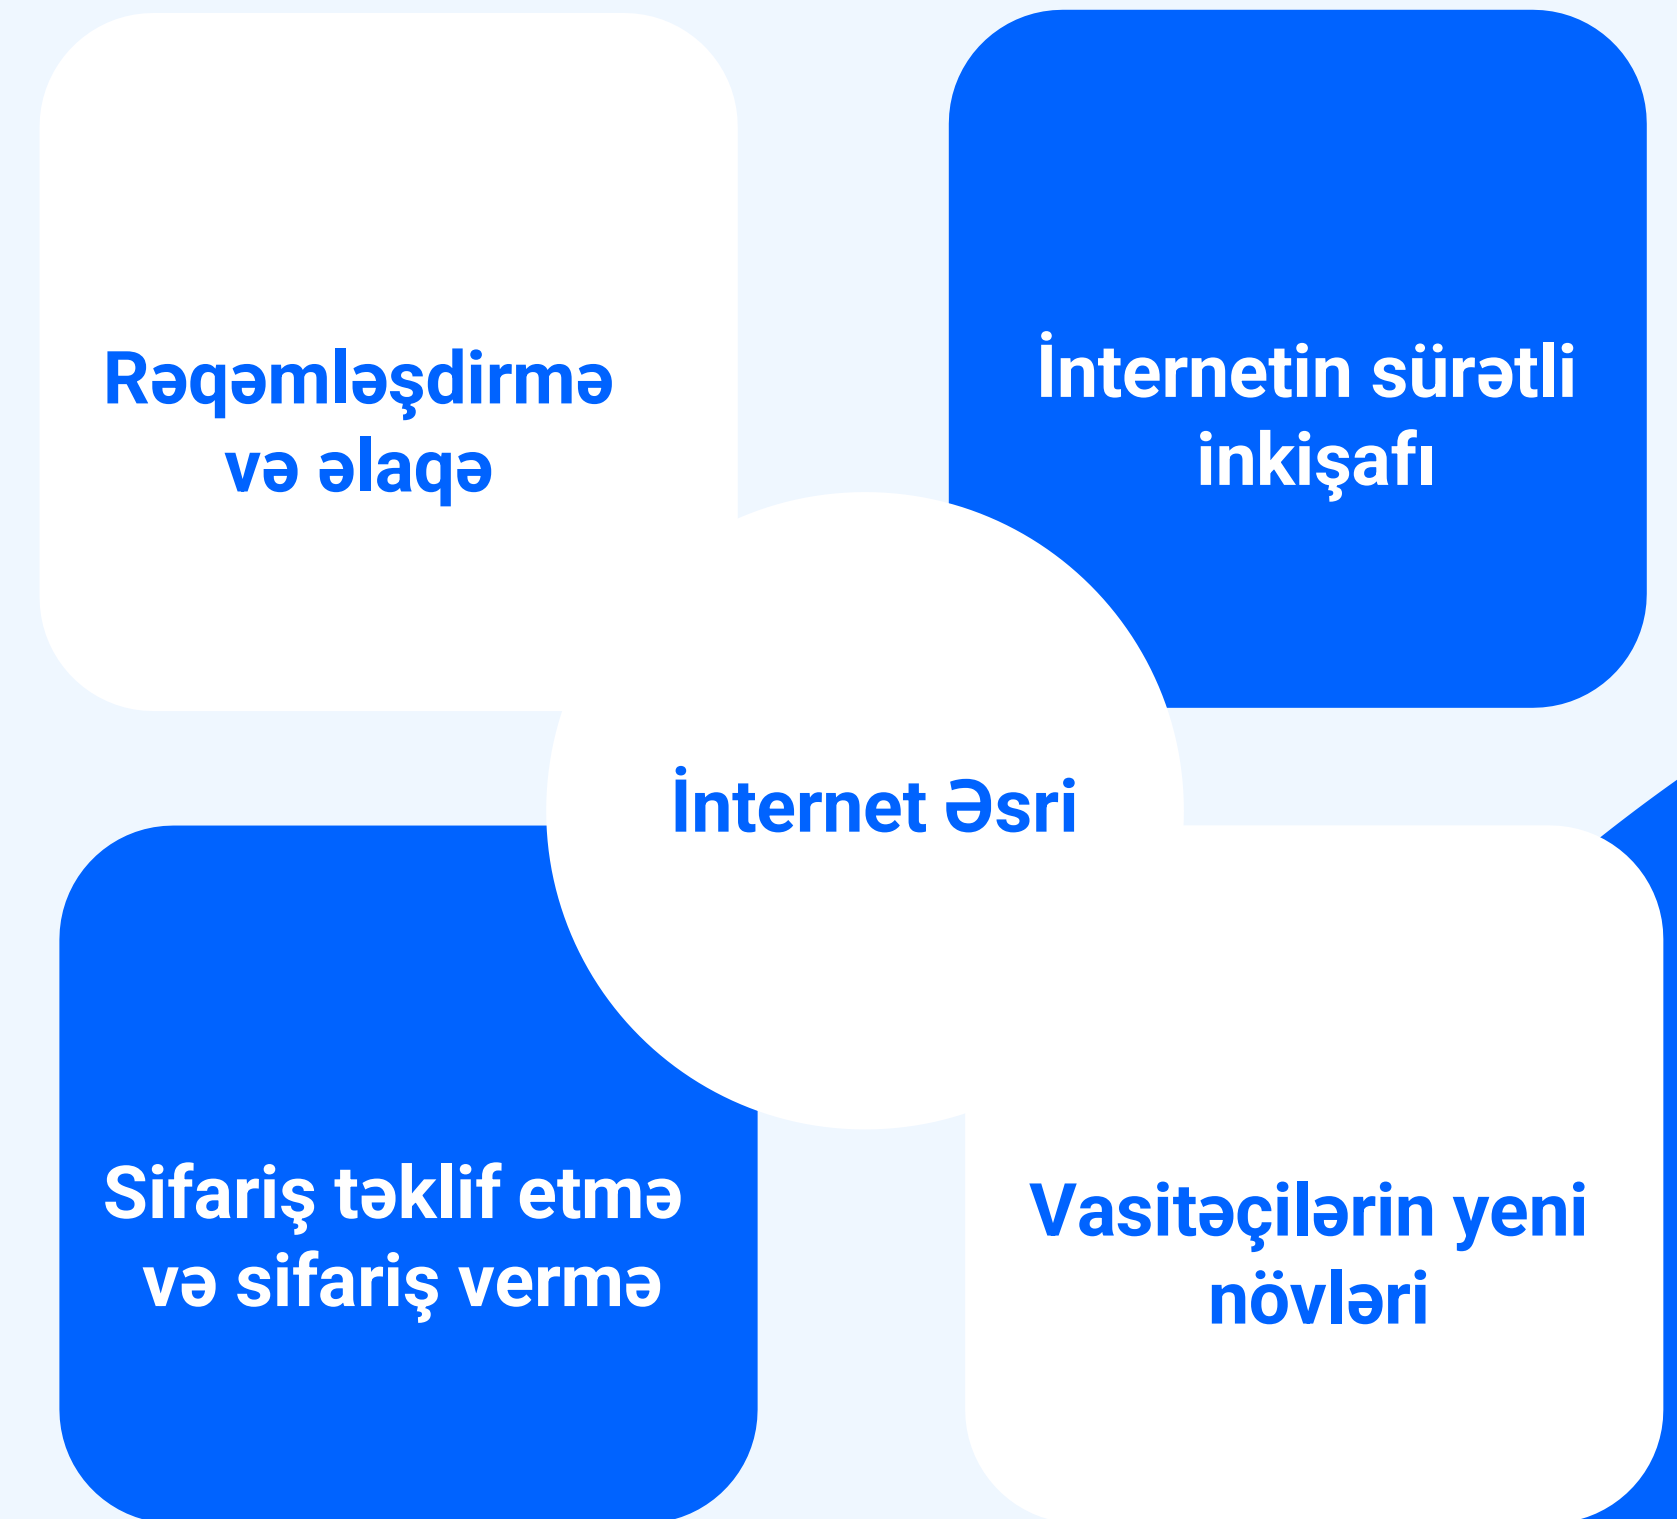 Rəqəmləşdirmə
və əlaqə
İnternetin sürətli
inkişafı
İnternet Əsri
Sifariş təklif etmə
və sifariş vermə
Vasitəçilərin yeni
növləri